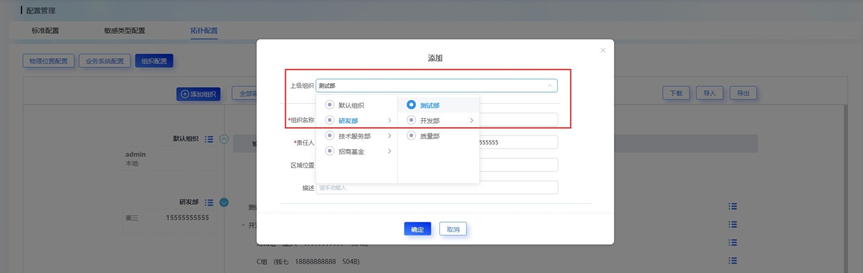 配置管理
标准配置 敏感类型配置 拓扑配置
物理位置配置 业务系统配置 组织配置
添加组织 全部
下载 导入 导出
默认组织
admin
本地
研发部
15555555555
C组 (钱七 18888888888 504B)
添加
上级组织 测试部
*组织名称
*责任人 555555
区域位置
描述 请手动输入
默认组织
研发部
技术服务部
招商基金
测试部
开发部
质量部
确定 取消